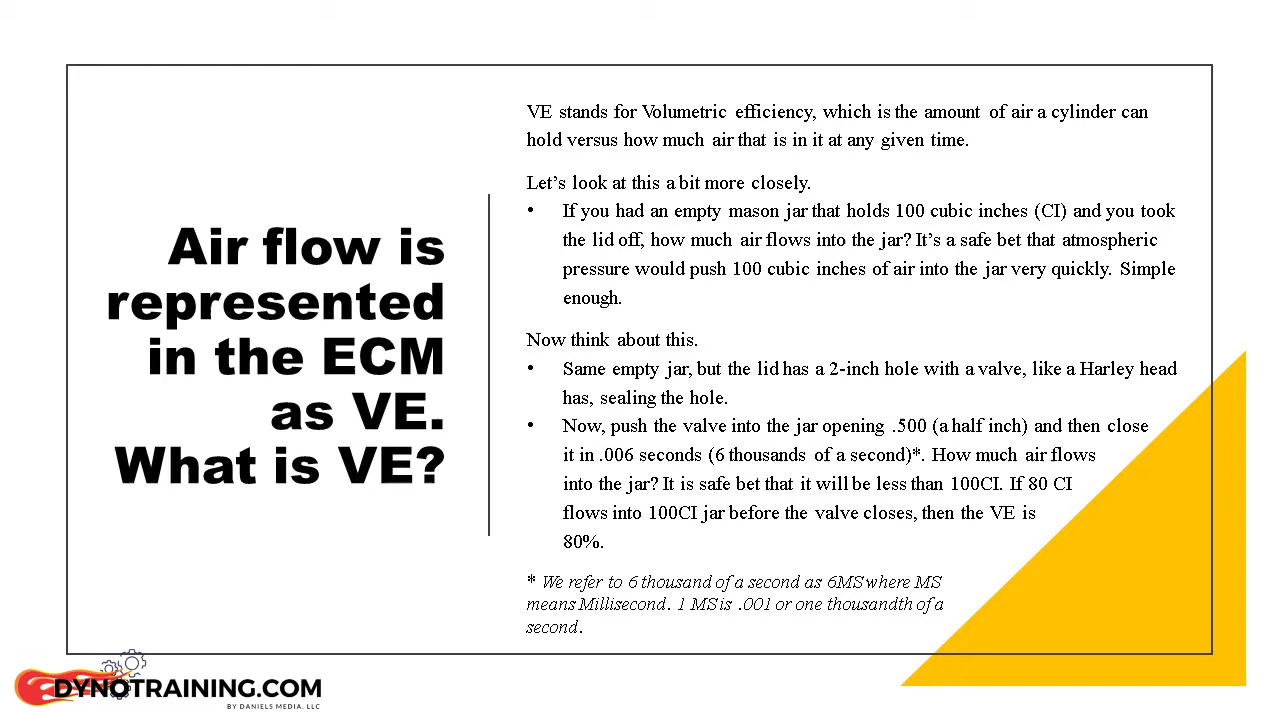 Air flow is
represented
in the ECM
as VE.
What is VE?
VE stands for Volumetric efficiency, which is the amount of air a cylinder can
hold versus how much air that is in it at any given time.
Let's look at this a bit more closely.
• If you had an empty mason jar that holds 100 cubic inches (CI) and you took
the lid off, how much air flows into the jar? It's a safe bet that atmospheric
pressure would push 100 cubic inches of air into the jar very quickly. Simple
enough.
Now think about this.
• Same empty jar, but the lid has a 2-inch hole with a valve, like a Harley head
has, sealing the hole.
• Now, push the valve into the jar opening .500 (a half inch) and then close
it in .006 seconds (6 thousands of a second)*. How much air flows
into the jar? It is safe bet that it will be less than 100CI. If 80 CI
flows into 100CI jar before the valve closes, then the VE is
80%.
* We refer to 6 thousand of a second as 6MS where MS
means Millisecond. 1 MS is .001 or one thousandth of a
second.
DYNOTRAINING.COM
BY DANIELS MEDIA, LLC